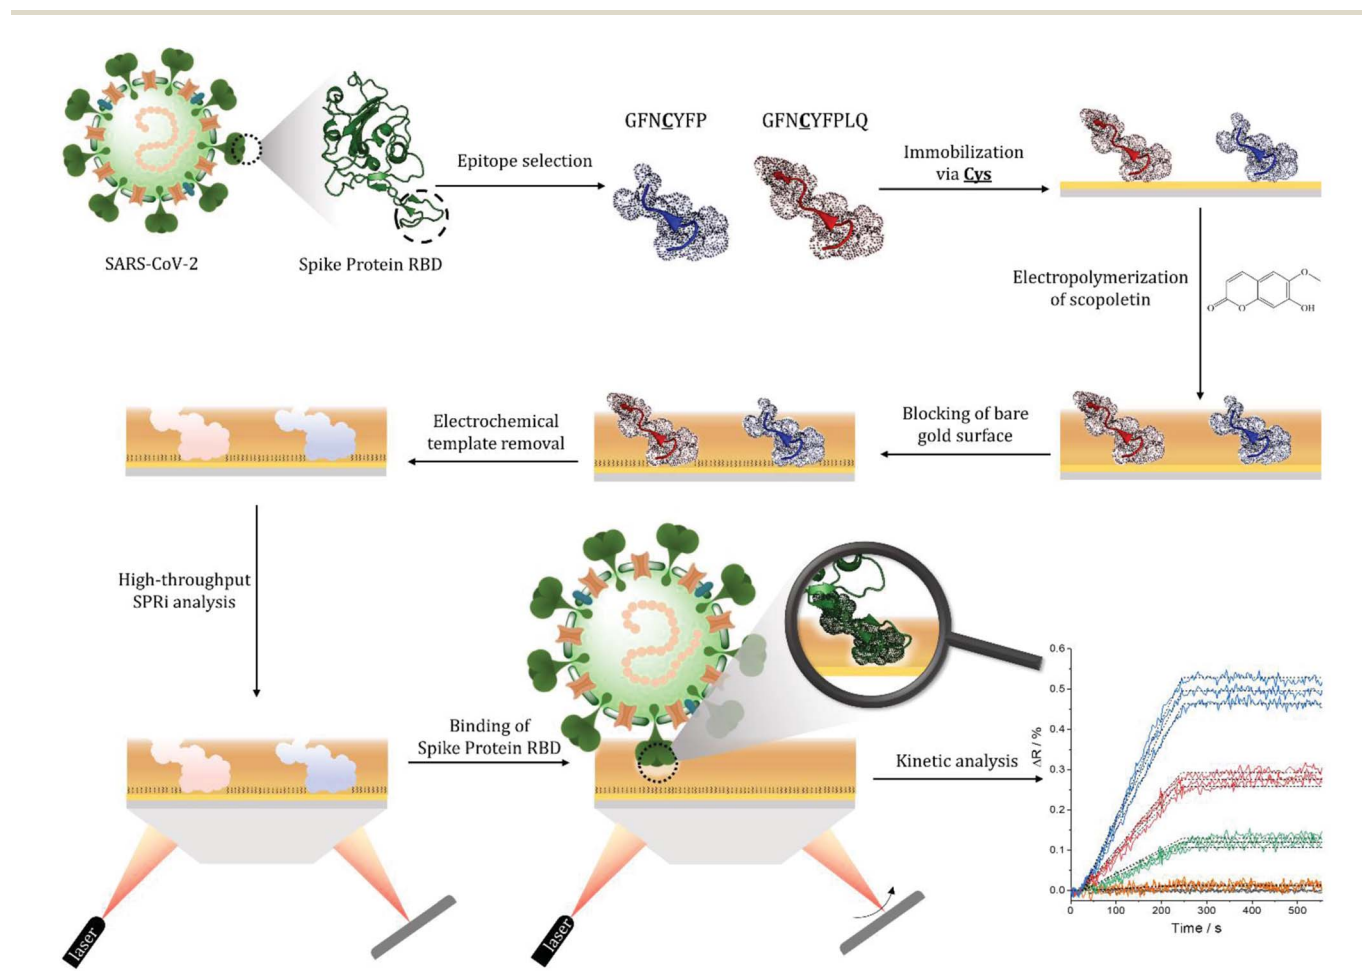 GFNCYFP
GFNCYFPLQ
Epitope selection
Immobilization
via Cys
SARS-CoV-2
Spike Protein RBD
Electropolymerization
of scopoletin
O
O
O
OH
Electrochemical
template removal
Blocking of bare
gold surface
High-throughput
SPRi analysis
Binding of
Spike Protein RBD
Kinetic analysis
laser
laser
ΔR / %
0.6
0.5
0.4
0.3
0.2
0.1
0.0
0
100
200
300
400
500
Time / s